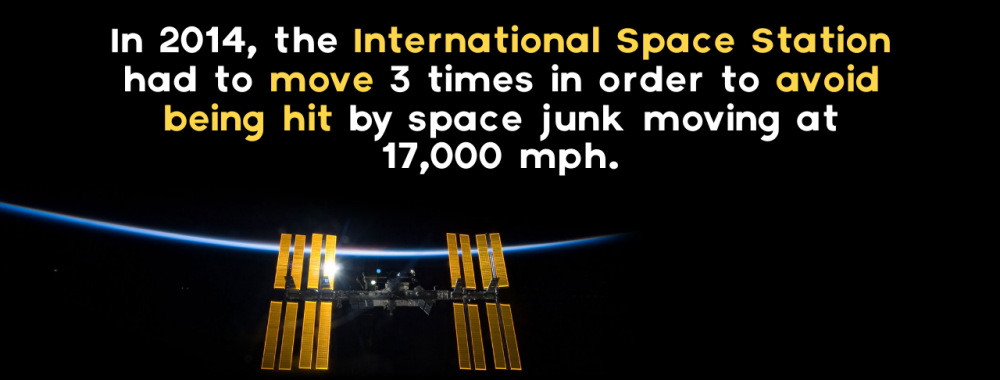 In 2014, the International Space Station
had to move 3 times in order to avoid
being hit by space junk moving at
17,000 mph.